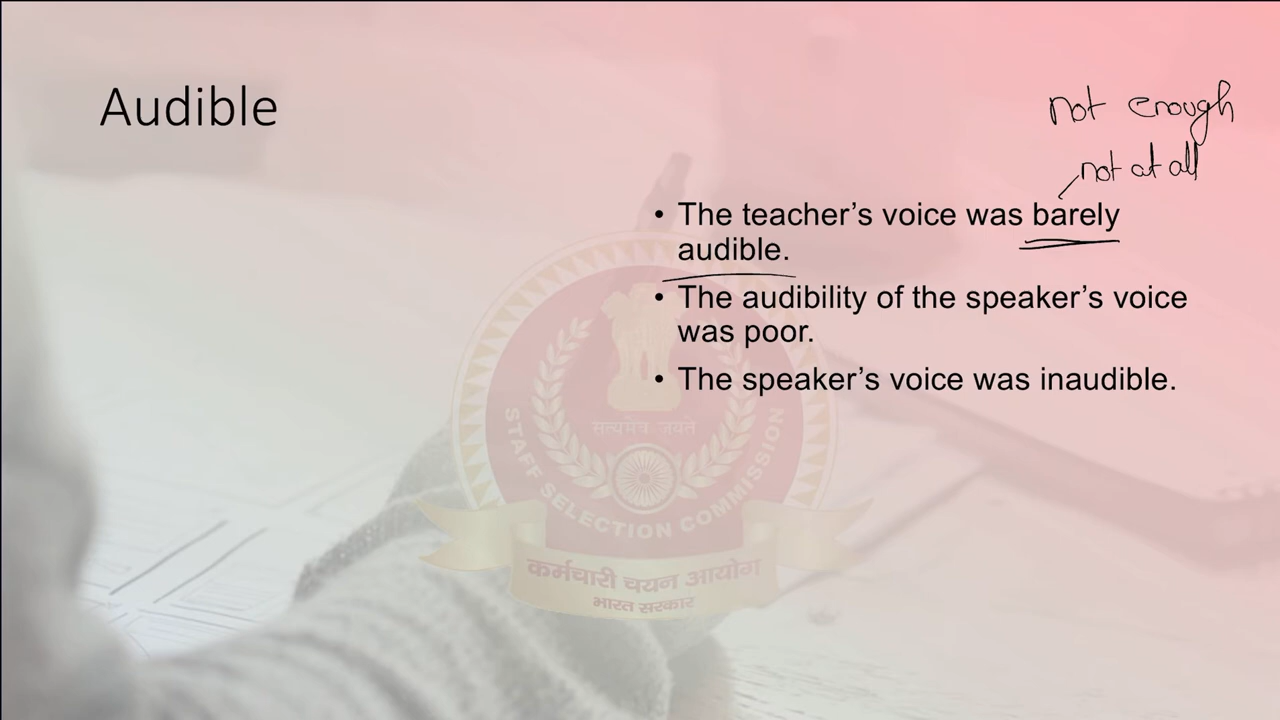 Audible
not enough
not at all
• The teacher’s voice was barely
audible.
• The audibility of the speaker’s voice
was poor.
• The speaker’s voice was inaudible.
सत्यमेव जयते
STAFF SELECTION COMMISSION
कर्मचारी चयन आयोग
भारत सरकार